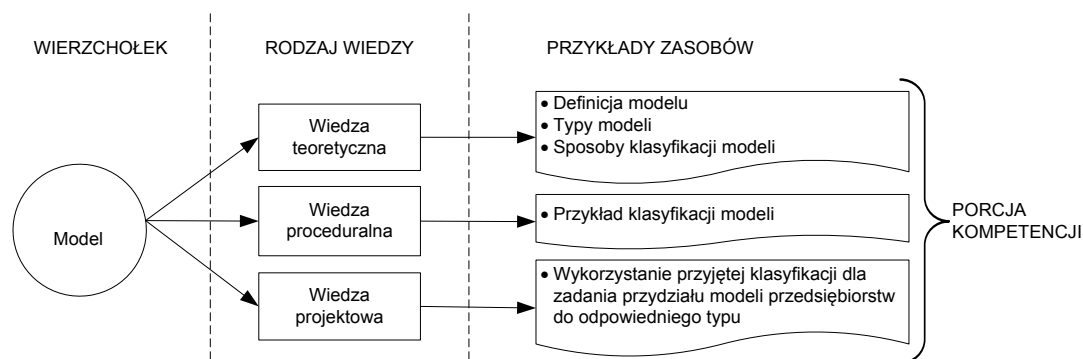 WIERZCHOŁEK
RODZAJ WIEDZY
PRZYKŁADY ZASOBÓW
Model
Wiedza
teoretyczna
• Definicja modelu
• Typy modeli
• Sposoby klasyfikacji modeli
Wiedza
proceduralna
• Przykład klasyfikacji modeli
Wiedza
projektowa
• Wykorzystanie przyjętej klasyfikacji dla
zadania przydziału modeli przedsiębiorstw
do odpowiedniego typu
PORCJA
KOMPETENCJI